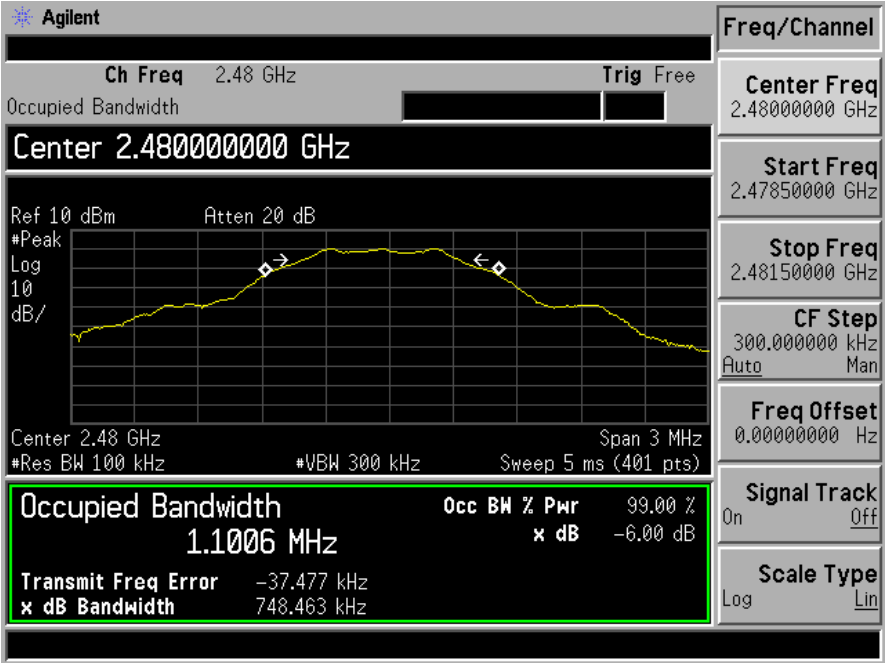 Agilent
Freq/Channel
Ch Freq 2.48 GHz Trig Free
Occupied Bandwidth
Center 2.480000000 GHz
Ref 10 dBm Atten 20 dB
#Peak
Log
10
dB/
Center 2.48 GHz Span 3 MHz
#Res BW 100 kHz #VBW 300 kHz Sweep 5 ms (401 pts)
Occupied Bandwidth
1.1006 MHz
Occ BW % Pwr 99.00 %
x dB -6.00 dB
Transmit Freq Error -37.477 kHz
x dB Bandwidth 748.463 kHz
Center Freq
2.48000000 GHz
Start Freq
2.47850000 GHz
Stop Freq
2.48150000 GHz
CF Step
300.000000 kHz
Auto Man
Freq Offset
0.00000000 Hz
Signal Track
On Off
Scale Type
Log Lin